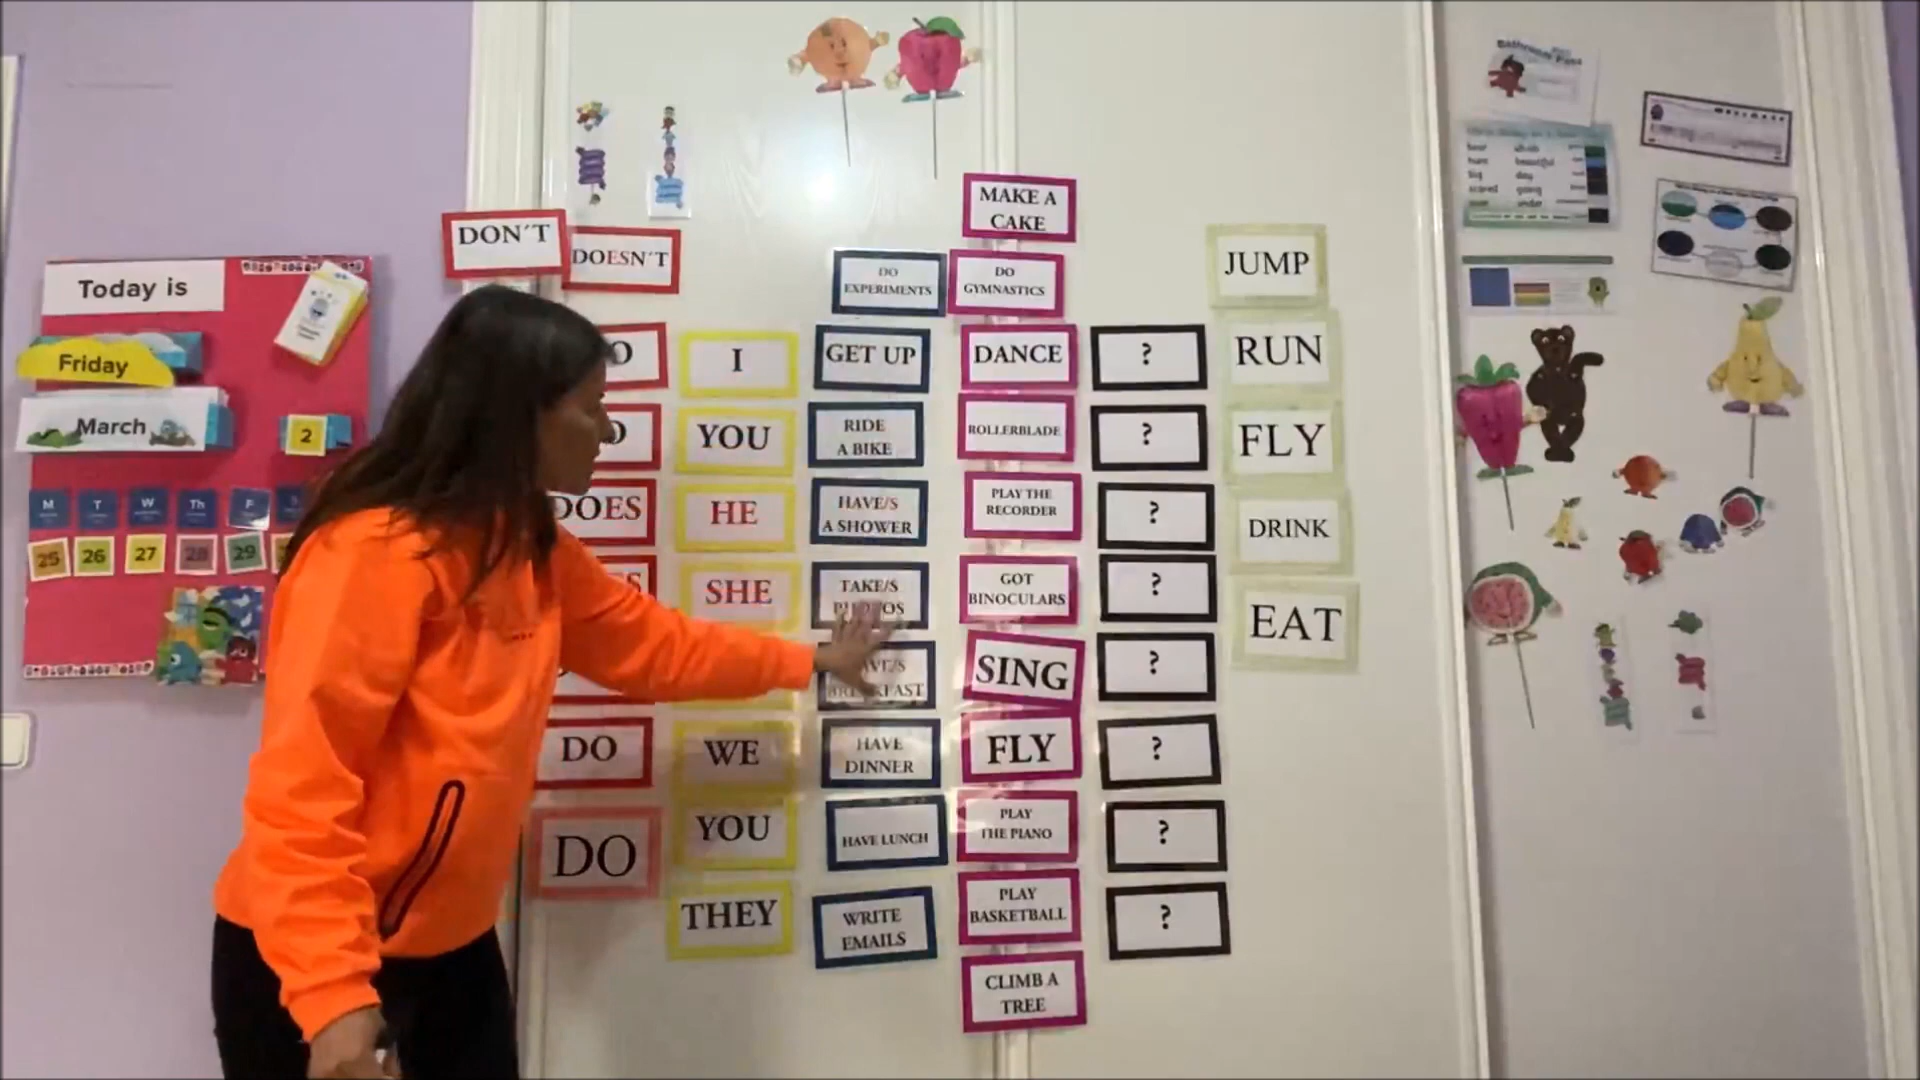 Today is
Friday
March
2
M T W Th F S
25 26 27 28 29
DON´T
DOESN´T
DOES
DO
DO
I
YOU
HE
SHE
WE
YOU
THEY
DO
EXPERIMENTS
GET UP
RIDE
A BIKE
HAVE/S
A SHOWER
TAKE/S
HAVE
DINNER
HAVE LUNCH
WRITE
EMAILS
MAKE A
CAKE
DO
GYMNASTICS
DANCE
ROLLERBLADE
PLAY THE
RECORDER
GOT
BINOCULARS
SING
FLY
PLAY
THE PIANO
PLAY
BASKETBALL
CLIMB A
TREE
?
?
?
?
?
?
?
?
JUMP
RUN
FLY
DRINK
EAT
Bathroom Pass